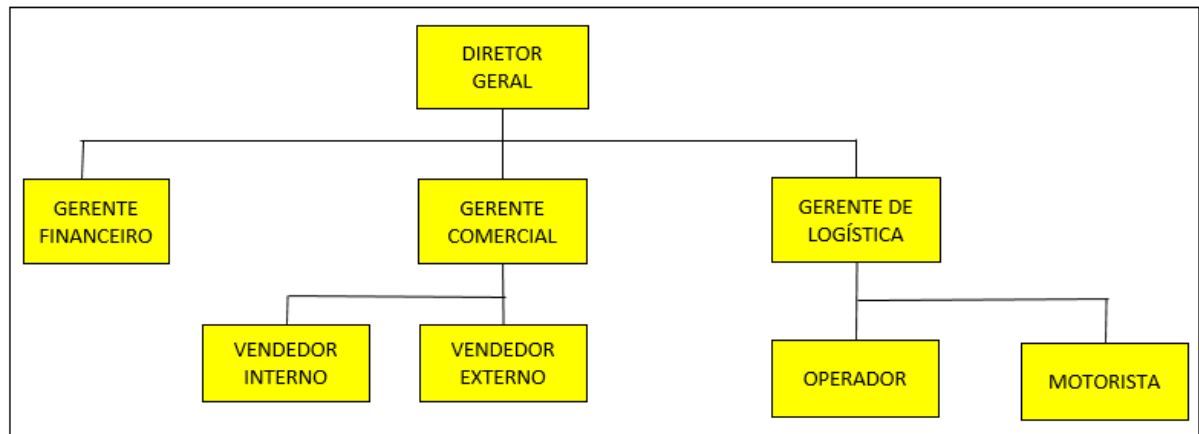 DIRETOR
GERAL
GERENTE
FINANCEIRO
GERENTE
COMERCIAL
GERENTE DE
LOGÍSTICA
VENDEDOR
INTERNO
VENDEDOR
EXTERNO
OPERADOR
MOTORISTA